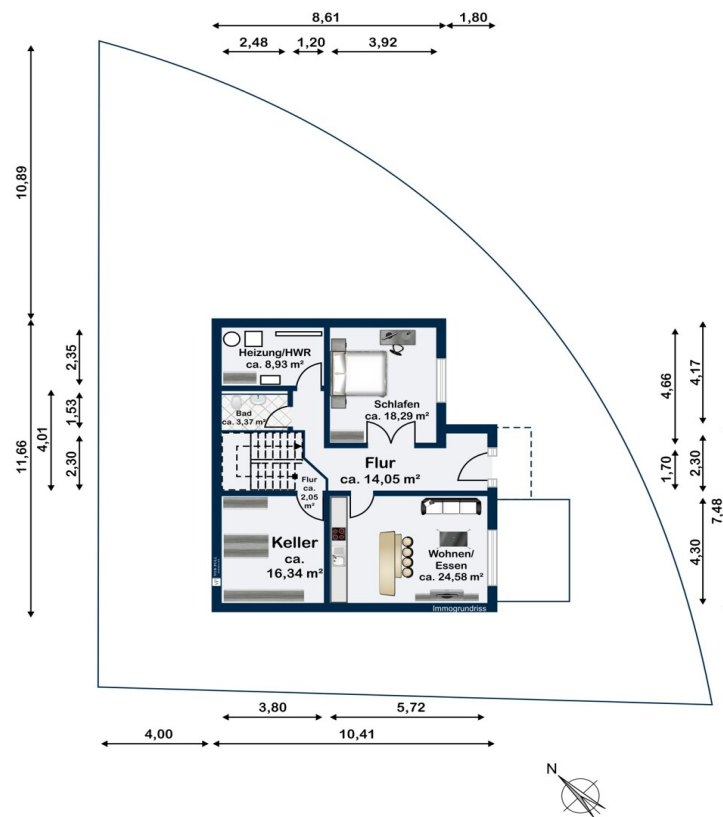 8,61
1,80
2,48
1,20
3,92
10,89
11,66
2,35
1,53
4,01
2,30
Heizung/HWR
ca. 8,93 m²
Schlafen
ca. 18,29 m²
Bad
ca. 3,37 m²
Flur
ca. 14,05 m²
Flur
ca.
2,05
m²
Keller
ca.
16,34 m²
Wohnen/
Essen
ca. 24,58 m²
Immogrundriss
4,66
4,17
1,70
2,30
7,48
4,30
3,80
5,72
4,00
10,41
N